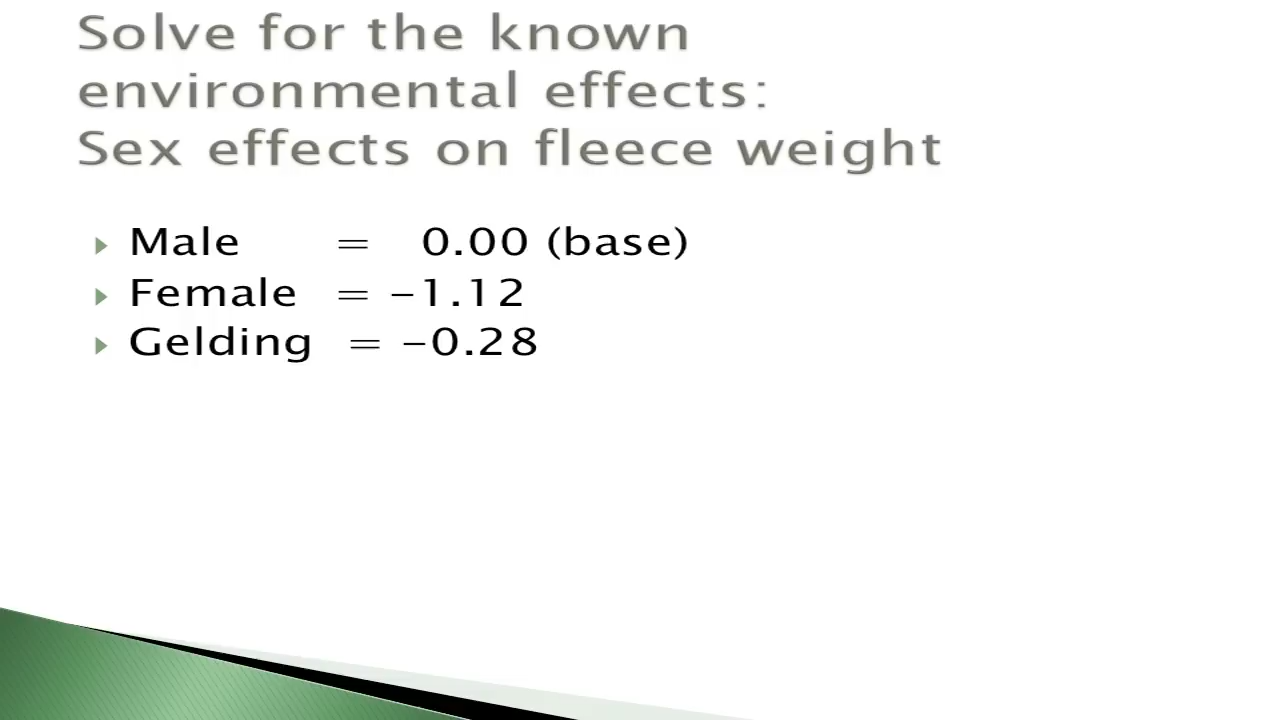 Solve for the known
environmental effects:
Sex effects on fleece weight
Male = 0.00 (base)
Female = -1.12
Gelding = -0.28